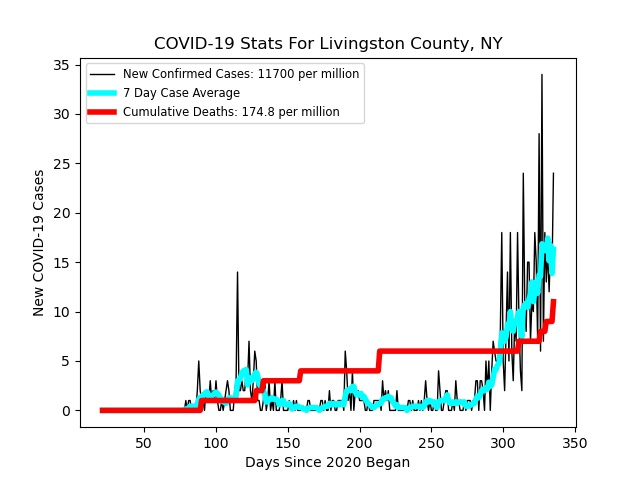 COVID-19 Stats For Livingston County, NY
New Confirmed Cases: 11700 per million
7 Day Case Average
Cumulative Deaths: 174.8 per million
New COVID-19 Cases
35
30
25
20
15
10
5
0
50 100 150 200 250 300 350
Days Since 2020 Began